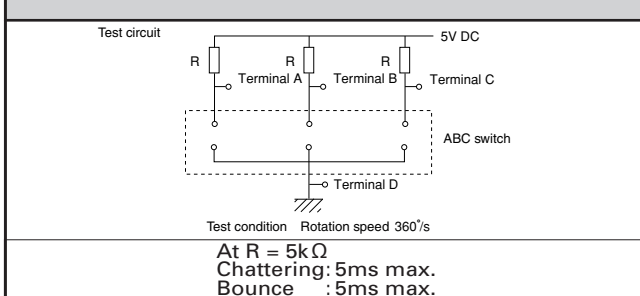 Test circuit
5V DC
R R R
Terminal A Terminal B Terminal C
ABC switch
Terminal D
Test condition Rotation speed 360°/s
At R = 5kΩ
Chattering: 5ms max.
Bounce : 5ms max.